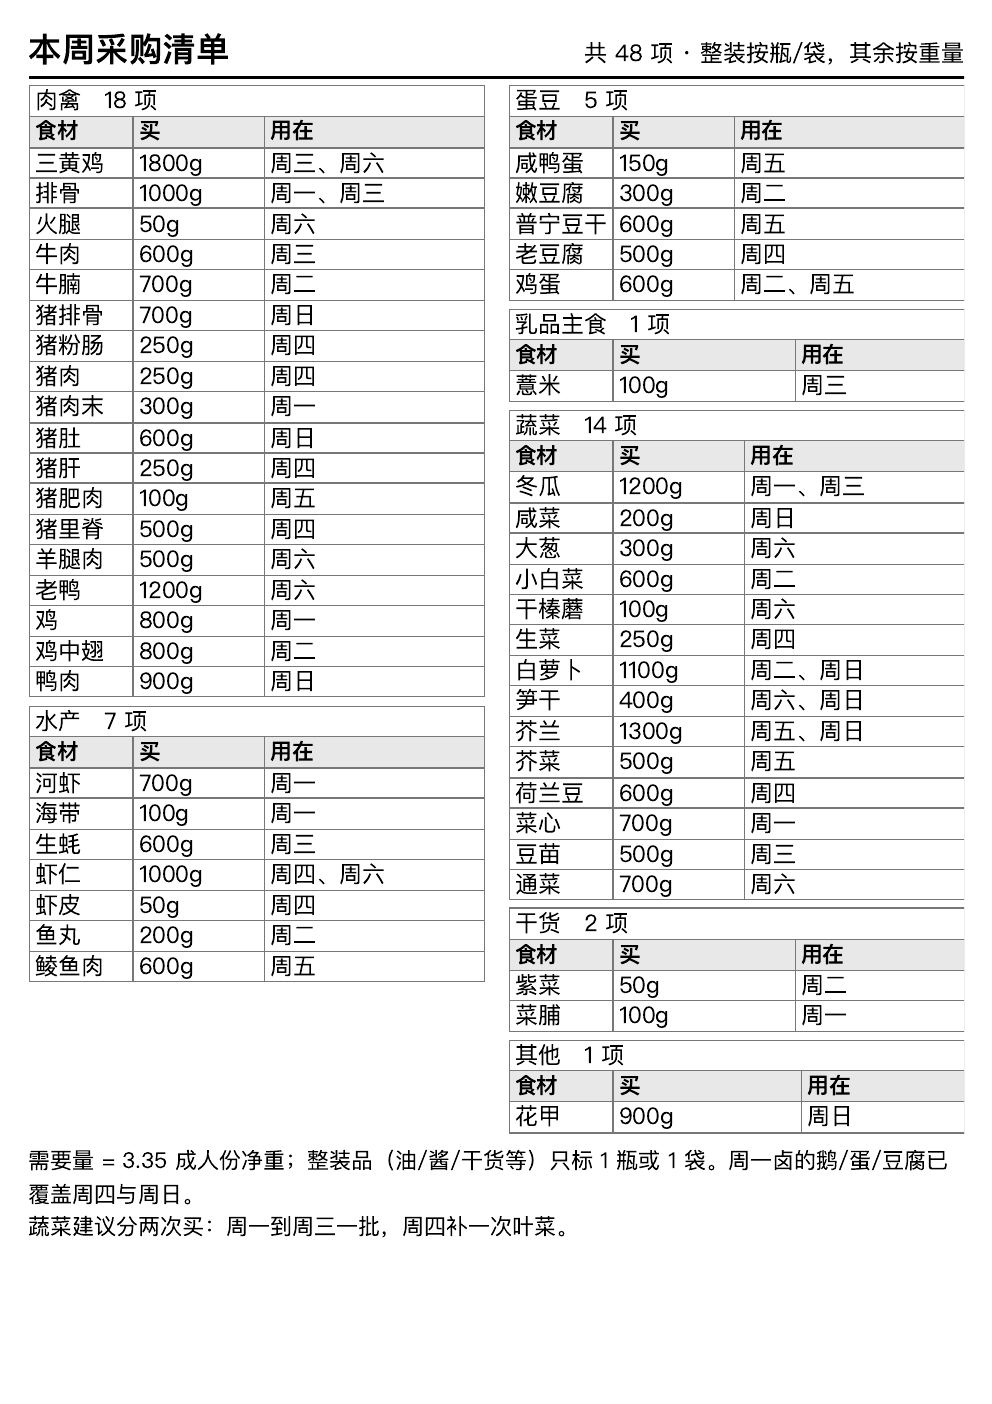 本周采购清单
共 48 项 · 整装按瓶/袋，其余按重量
肉禽 18 项
食材 买 用在
三黄鸡 1800g 周三、周六
排骨 1000g 周一、周三
火腿 50g 周六
牛肉 600g 周三
牛腩 700g 周二
猪排骨 700g 周日
猪粉肠 250g 周四
猪肉 250g 周四
猪肉末 300g 周一
猪肚 600g 周日
猪肝 250g 周四
猪肥肉 100g 周五
猪里脊 500g 周四
羊腿肉 500g 周六
老鸭 1200g 周六
鸡 800g 周一
鸡中翅 800g 周二
鸭肉 900g 周日
水产 7 项
食材 买 用在
河虾 700g 周一
海带 100g 周一
生蚝 600g 周三
虾仁 1000g 周四、周六
虾皮 50g 周四
鱼丸 200g 周二
鲮鱼肉 600g 周五
蛋豆 5 项
食材 买 用在
咸鸭蛋 150g 周五
嫩豆腐 300g 周二
普宁豆干 600g 周五
老豆腐 500g 周四
鸡蛋 600g 周二、周五
乳品主食 1 项
食材 买 用在
薏米 100g 周三
蔬菜 14 项
食材 买 用在
冬瓜 1200g 周一、周三
咸菜 200g 周日
大葱 300g 周六
小白菜 600g 周二
干榛蘑 100g 周六
生菜 250g 周四
白萝卜 1100g 周二、周日
笋干 400g 周六、周日
芥兰 1300g 周五、周日
芥菜 500g 周五
荷兰豆 600g 周四
菜心 700g 周一
豆苗 500g 周三
通菜 700g 周六
干货 2 项
食材 买 用在
紫菜 50g 周二
菜脯 100g 周一
其他 1 项
食材 买 用在
花甲 900g 周日
需要量 = 3.35 成人份净重；整装品（油/酱/干货等）只标 1 瓶或 1 袋。周一卤的鹅/蛋/豆腐已
覆盖周四与周日。
蔬菜建议分两次买：周一到周三一批，周四补一次叶菜。